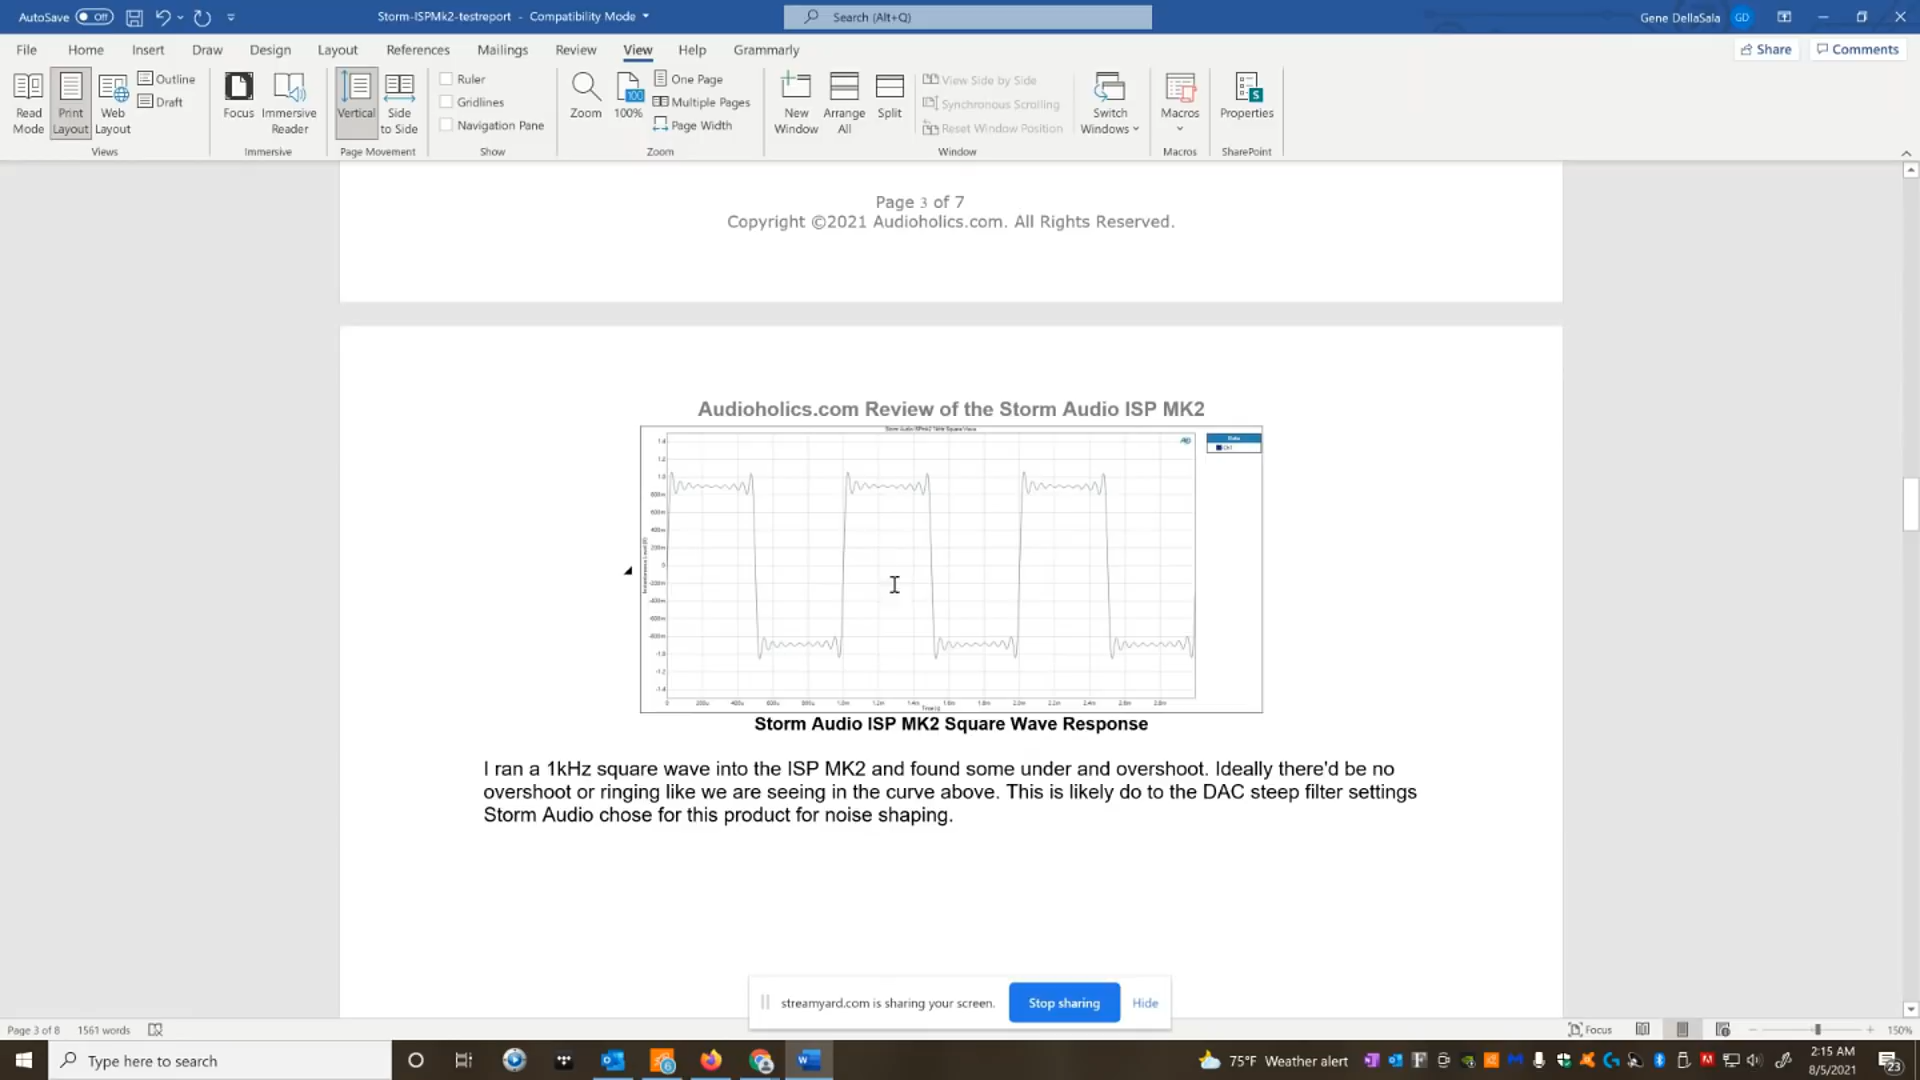 AutoSave Off Storm-ISPMk2-testreport - Compatibility Mode Search (Alt+Q) Gene DellaSala GD
File Home Insert Draw Design Layout References Mailings Review View Help Grammarly Share Comments
Read Mode
Print Layout
Web Layout
Outline
Draft
Views
Focus
Immersive Reader
Immersive
Vertical
Side to Side
Page Movement
Ruler
Gridlines
Navigation Pane
Show
Zoom
100
100%
One Page
Multiple Pages
Page Width
Zoom
New Window
Arrange All
Split
View Side by Side
Synchronous Scrolling
Reset Window Position
Switch Windows
Window
Macros
Macros
Properties
SharePoint
Page 3 of 7
Copyright ©2021 Audioholics.com. All Rights Reserved.
Audioholics.com Review of the Storm Audio ISP MK2
Storm Audio ISP MK2 Square Wave Response
I ran a 1kHz square wave into the ISP MK2 and found some under and overshoot. Ideally there'd be no
overshoot or ringing like we are seeing in the curve above. This is likely do to the DAC steep filter settings
Storm Audio chose for this product for noise shaping.
streamyard.com is sharing your screen. Stop sharing Hide
Page 3 of 8 1561 words Focus 150%
Type here to search 75°F Weather alert 2:15 AM
8/5/2021
23